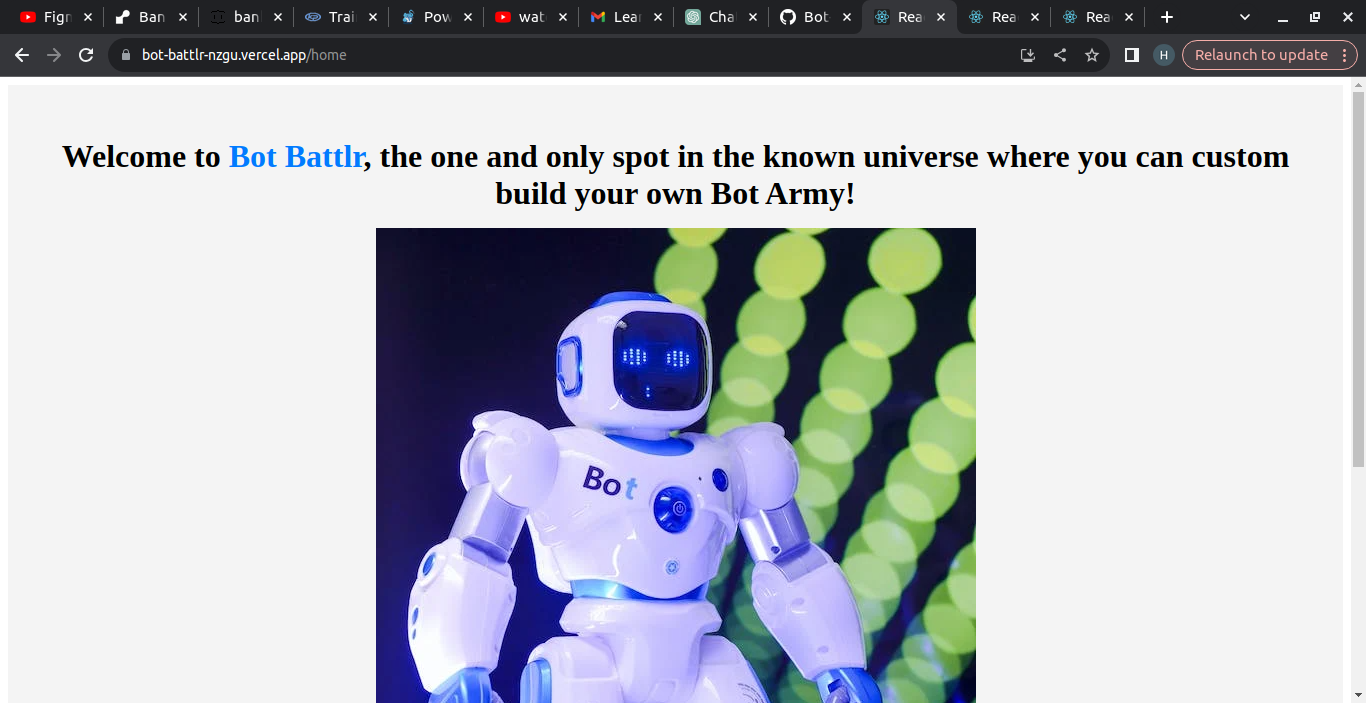 Fign Ban ban Trai Pow wat Lear Cha Bot Rea Rea Rea
bot-battlr-nzgu.vercel.app/home
H
Relaunch to update
Welcome to Bot Battlr, the one and only spot in the known universe where you can custom
build your own Bot Army!
Bot